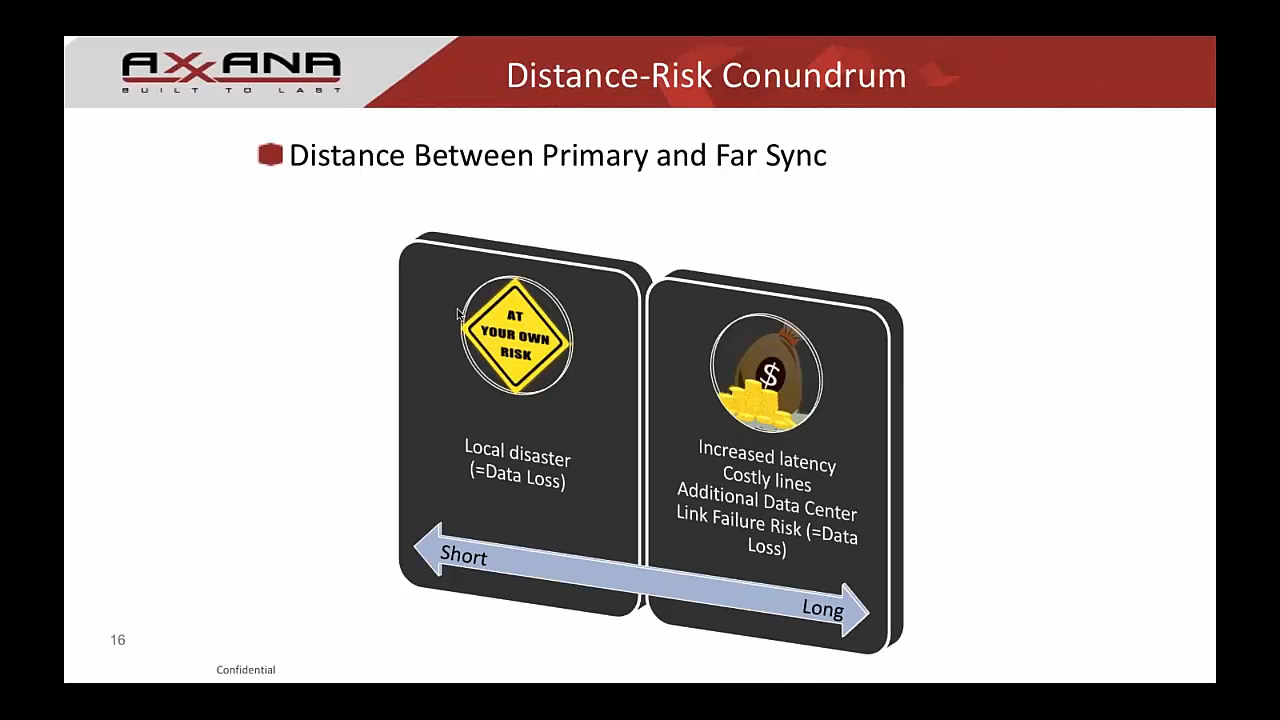 AXXANA
BUILT TO LAST
Distance-Risk Conundrum
Distance Between Primary and Far Sync
AT
YOUR OWN
RISK
Local disaster
(=Data Loss)
$
Increased latency
Costly lines
Additional Data Center
Link Failure Risk (=Data
Loss)
Short
Long
16
Confidential